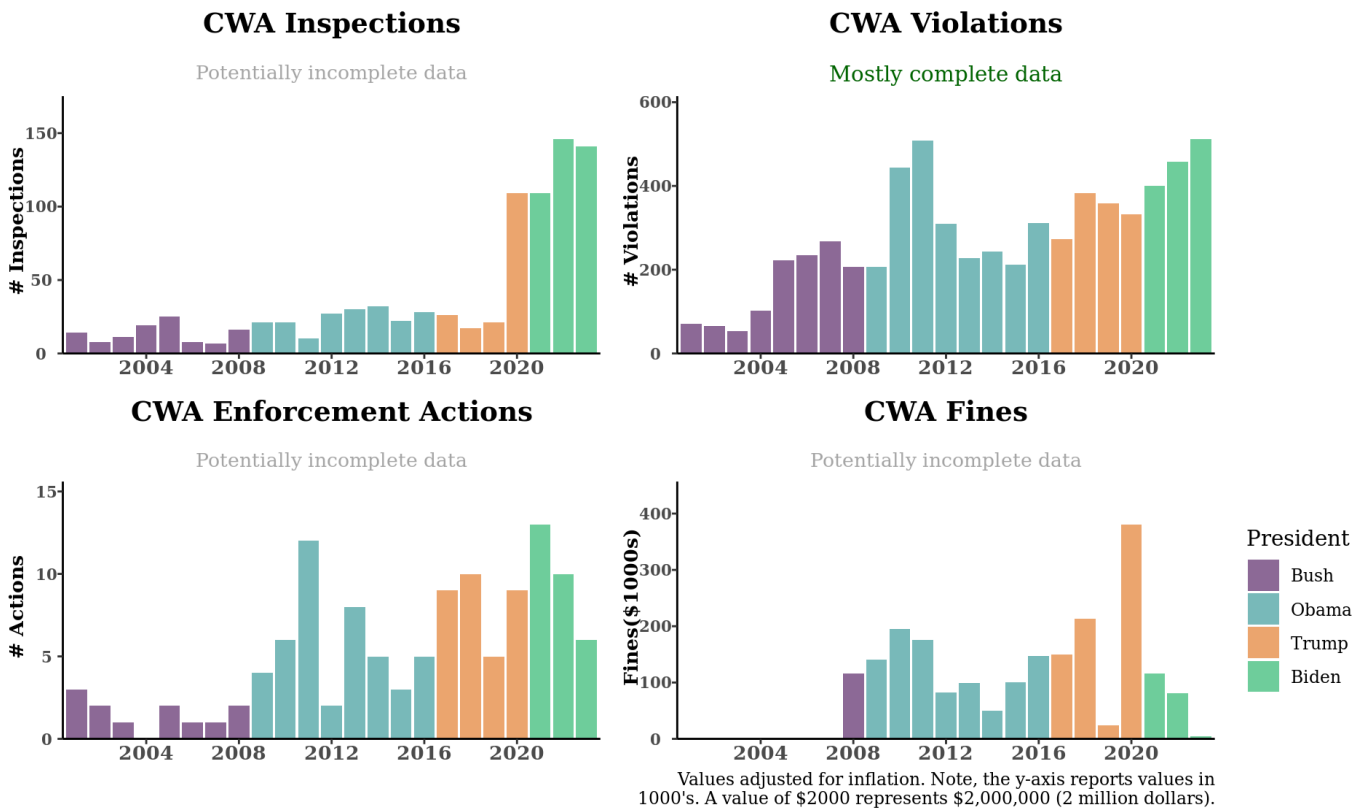 CWA Inspections
Potentially incomplete data
# Inspections
150
100
50
0
2004 2008 2012 2016 2020
CWA Violations
Mostly complete data
# Violations
600
400
200
0
2004 2008 2012 2016 2020
CWA Enforcement Actions
Potentially incomplete data
# Actions
15
10
5
0
2004 2008 2012 2016 2020
CWA Fines
Potentially incomplete data
Fines($1000s)
400
300
200
100
0
2004 2008 2012 2016 2020
Values adjusted for inflation. Note, the y-axis reports values in
1000's. A value of $2000 represents $2,000,000 (2 million dollars).
President
Bush
Obama
Trump
Biden